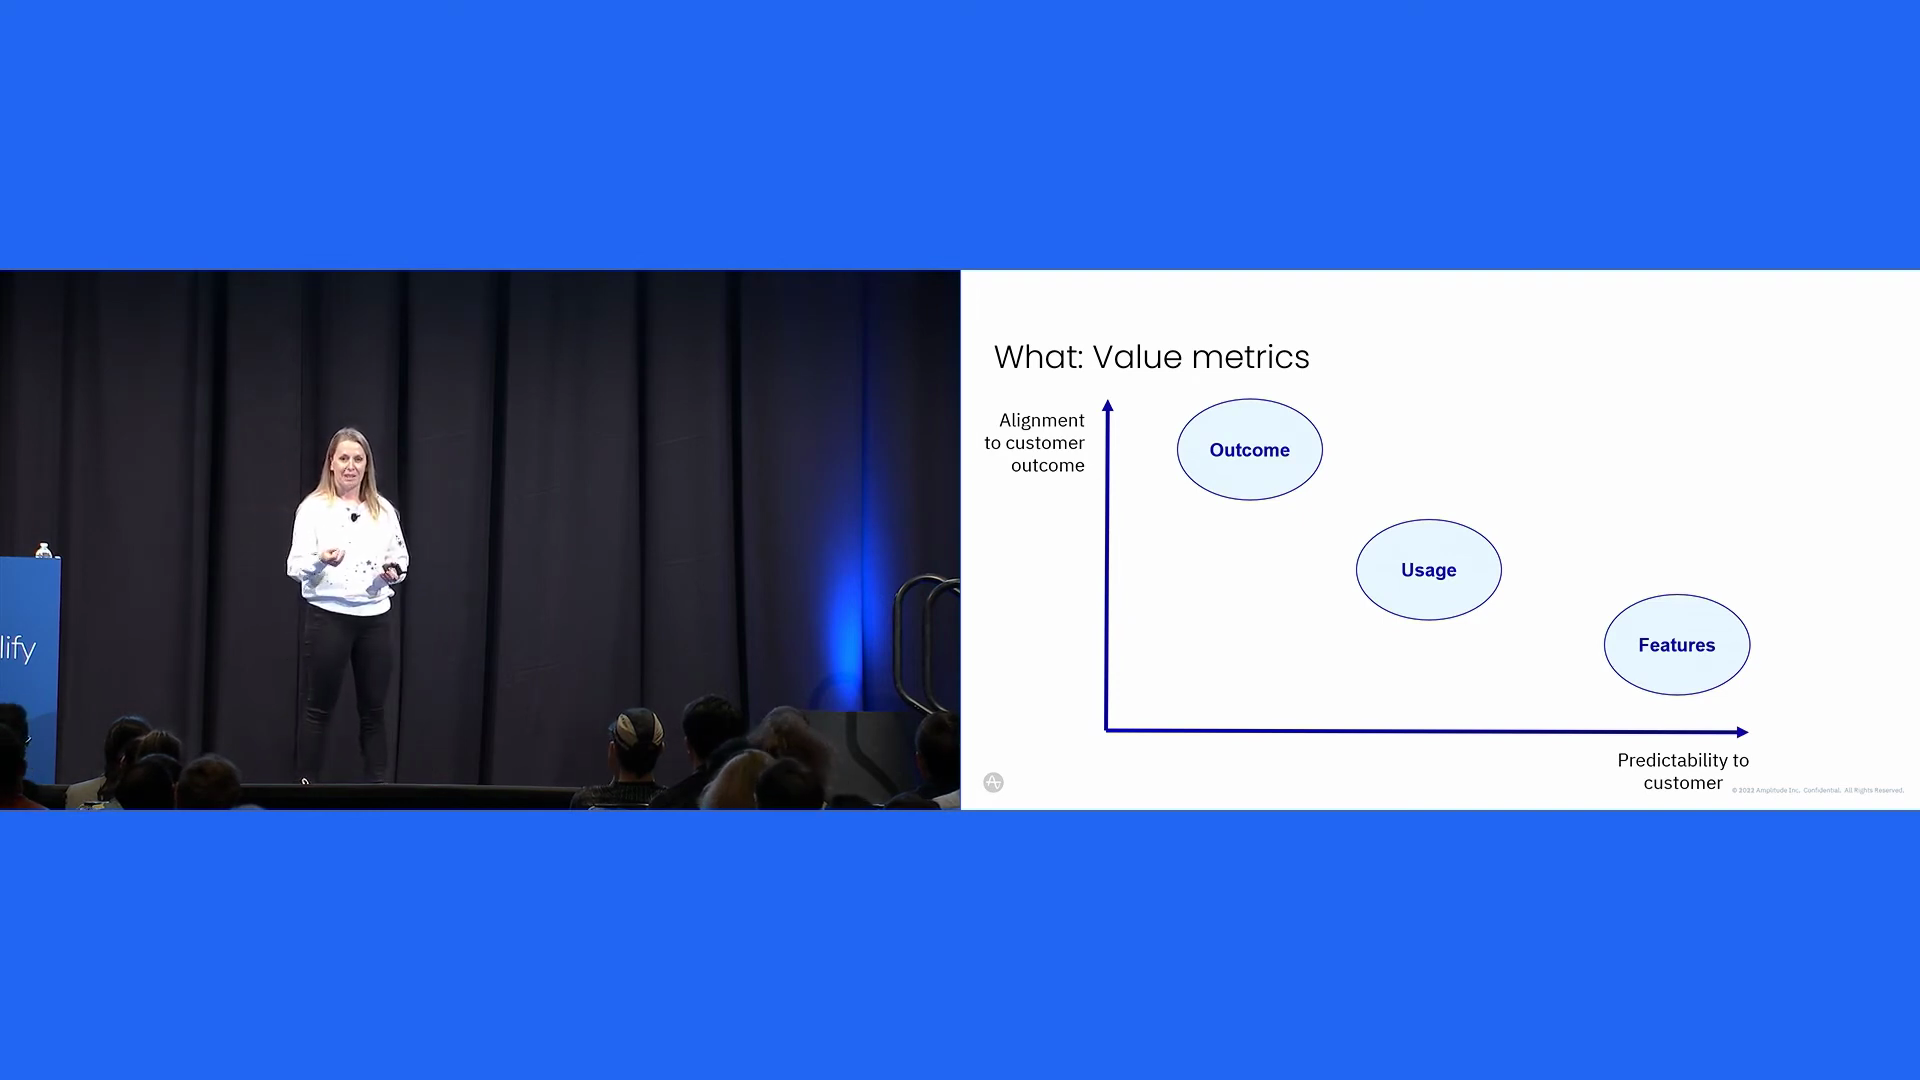 lify
What: Value metrics
Alignment
to customer
outcome
Outcome
Usage
Features
Predictability to
customer
© 2022 Amplitude Inc. Confidential. All Rights Reserved.